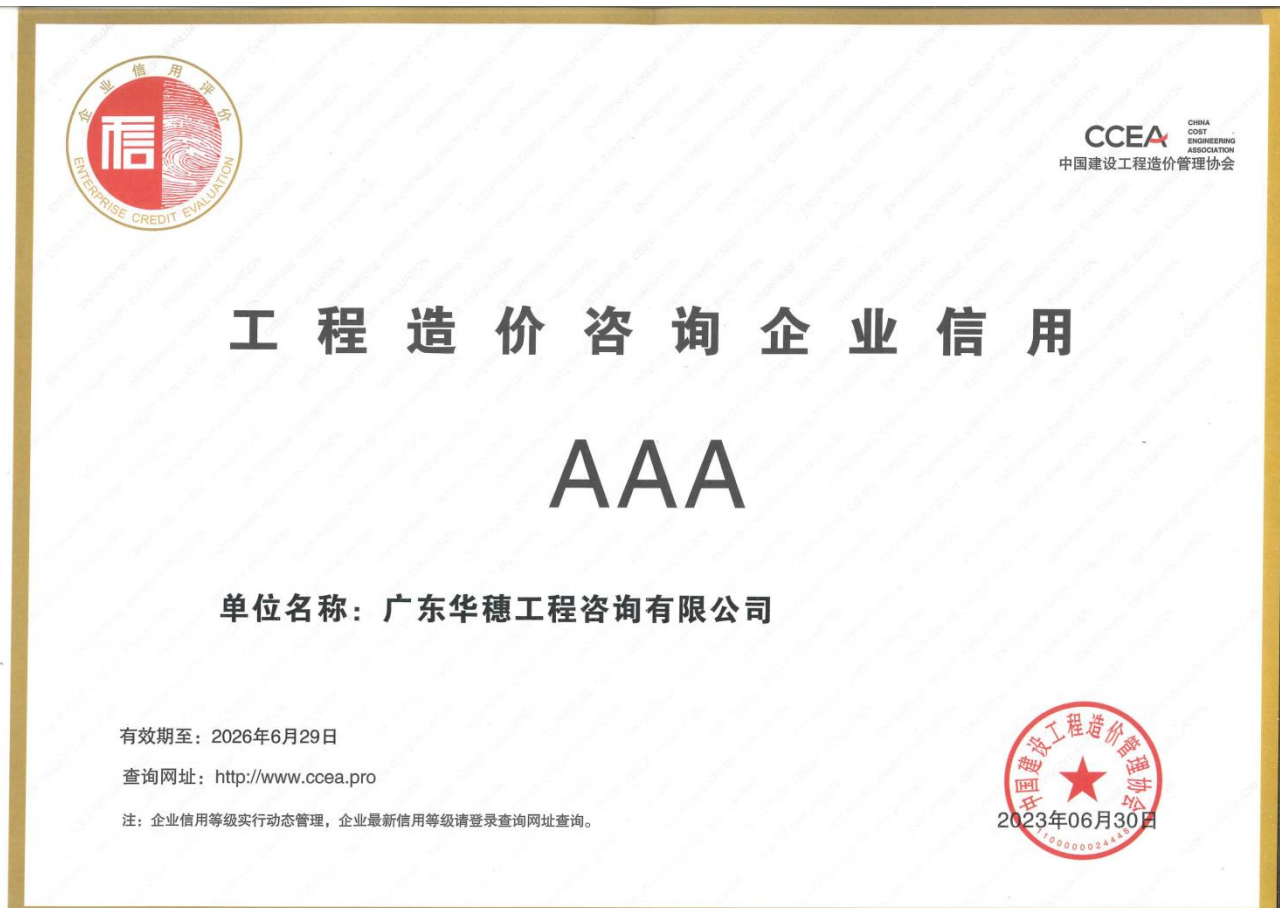 企业信用评价
信
ENTERPRISE CREDIT EVALUATION
CCEA
CHINA
COST
ENGINEERING
ASSOCIATION
中国建设工程造价管理协会
工程造价咨询企业信用
AAA
单位名称：广东华穗工程咨询有限公司
有效期至：2026年6月29日
查询网址：http://www.ccea.pro
注：企业信用等级实行动态管理，企业最新信用等级请登录查询网址查询。
中国建设工程造价管理协会
2023年06月30日